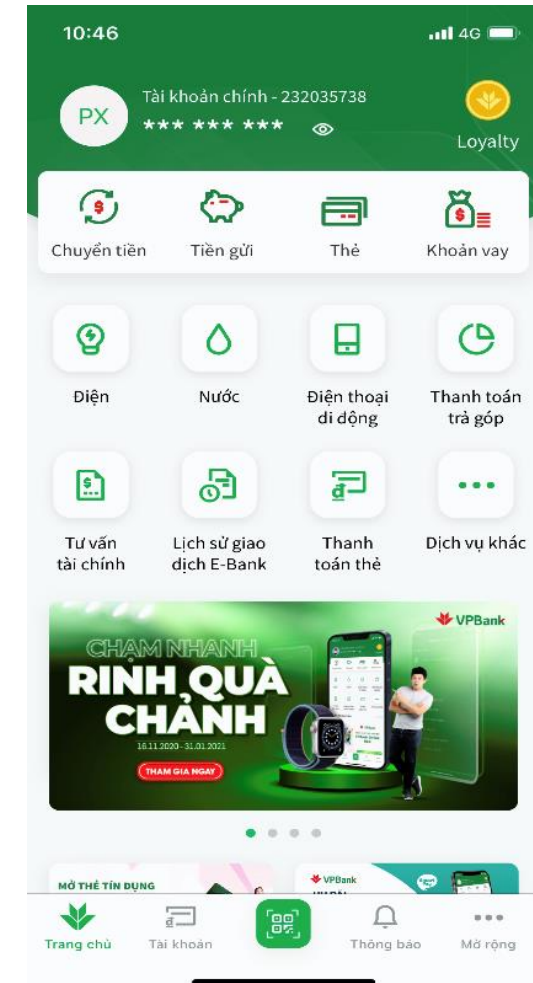 10:46
4G
PX
Tài khoản chính - 232035738
*** *** ***
Loyalty
Chuyển tiền
Tiền gửi
Thẻ
Khoản vay
Điện
Nước
Điện thoại
di động
Thanh toán
trả góp
Tư vấn
tài chính
Lịch sử giao
dịch E-Bank
Thanh
toán thẻ
Dịch vụ khác
VPBank
CHẠM NHANH
RINH QUÀ
CHẢNH
16.11.2020 - 31.01.2021
THAM GIA NGAY
MỞ THẺ TÍN DỤNG
VPBank
Trang chủ
Tài khoản
Thông báo
Mở rộng